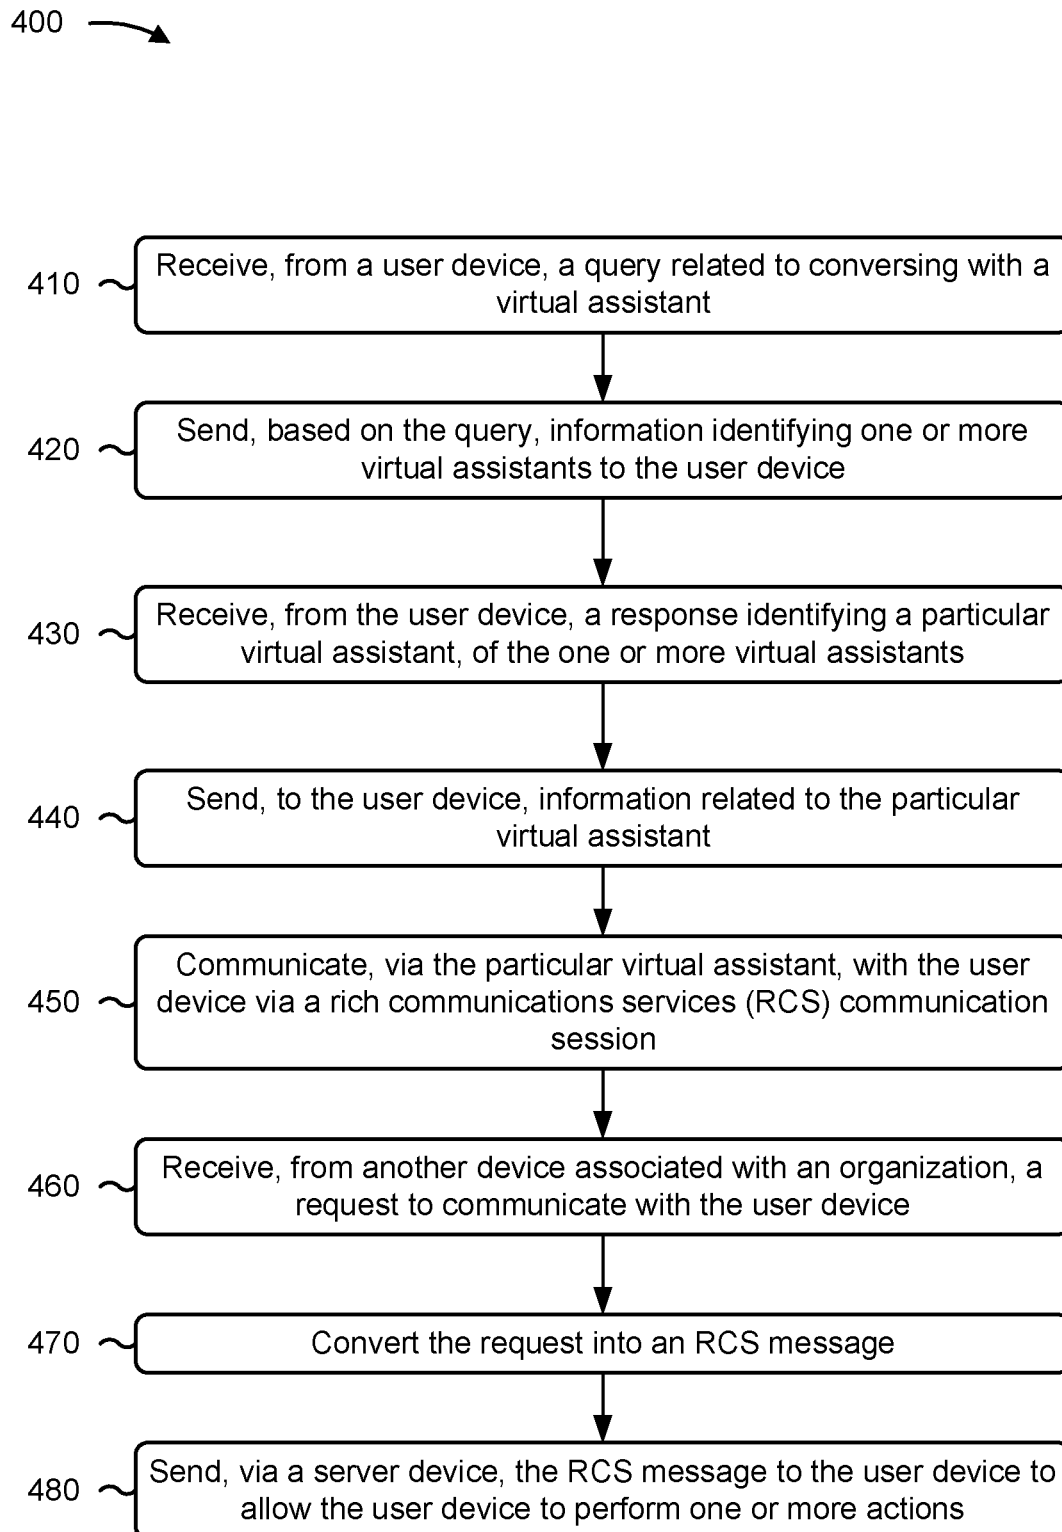 400
410
Receive, from a user device, a query related to conversing with a
virtual assistant
420
Send, based on the query, information identifying one or more
virtual assistants to the user device
430
Receive, from the user device, a response identifying a particular
virtual assistant, of the one or more virtual assistants
440
Send, to the user device, information related to the particular
virtual assistant
450
Communicate, via the particular virtual assistant, with the user
device via a rich communications services (RCS) communication
session
460
Receive, from another device associated with an organization, a
request to communicate with the user device
470
Convert the request into an RCS message
480
Send, via a server device, the RCS message to the user device to
allow the user device to perform one or more actions